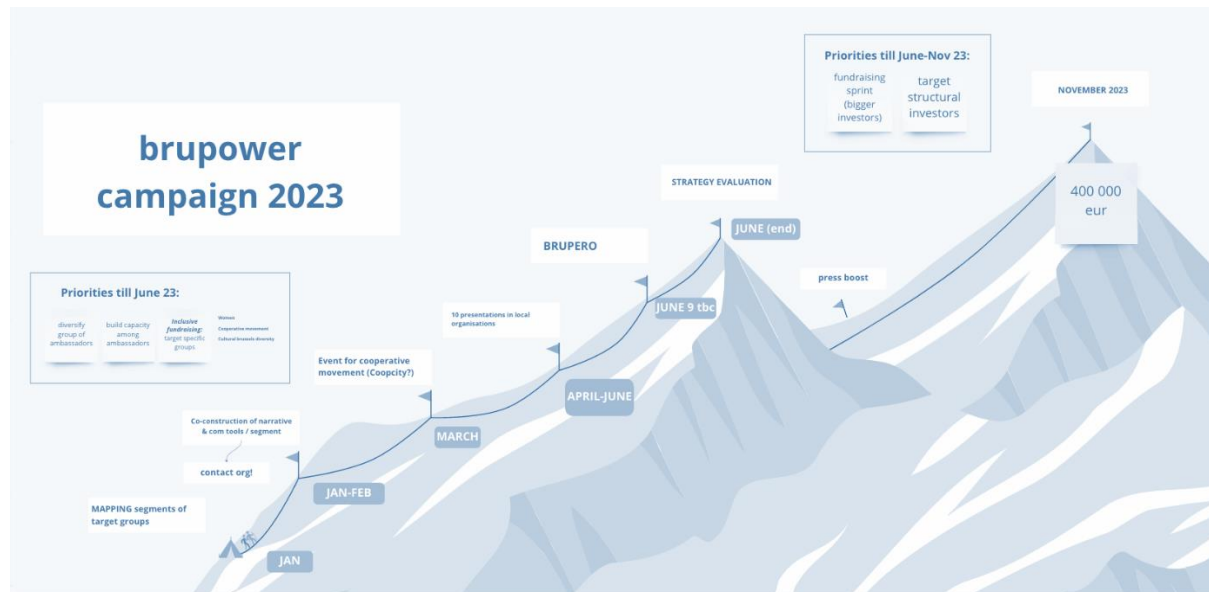 brupower
campaign 2023
Priorities till June 23:
diversify
group of
ambassadors
build capacity
among
ambassadors
Inclusive
fundraising:
target specific
groups
Women
Cooperative movement
Cultural brussels diversity
Priorities till June-Nov 23:
fundraising
sprint
(bigger
investors)
target
structural
investors
NOVEMBER 2023
400 000
eur
STRATEGY EVALUATION
JUNE (end)
BRUPERO
JUNE 9 tbc
press boost
10 presentations in local
organisations
APRIL-JUNE
Event for cooperative
movement (Coopcity?)
MARCH
Co-construction of narrative
& com tools / segment
contact org!
JAN-FEB
MAPPING segments of
target groups
JAN